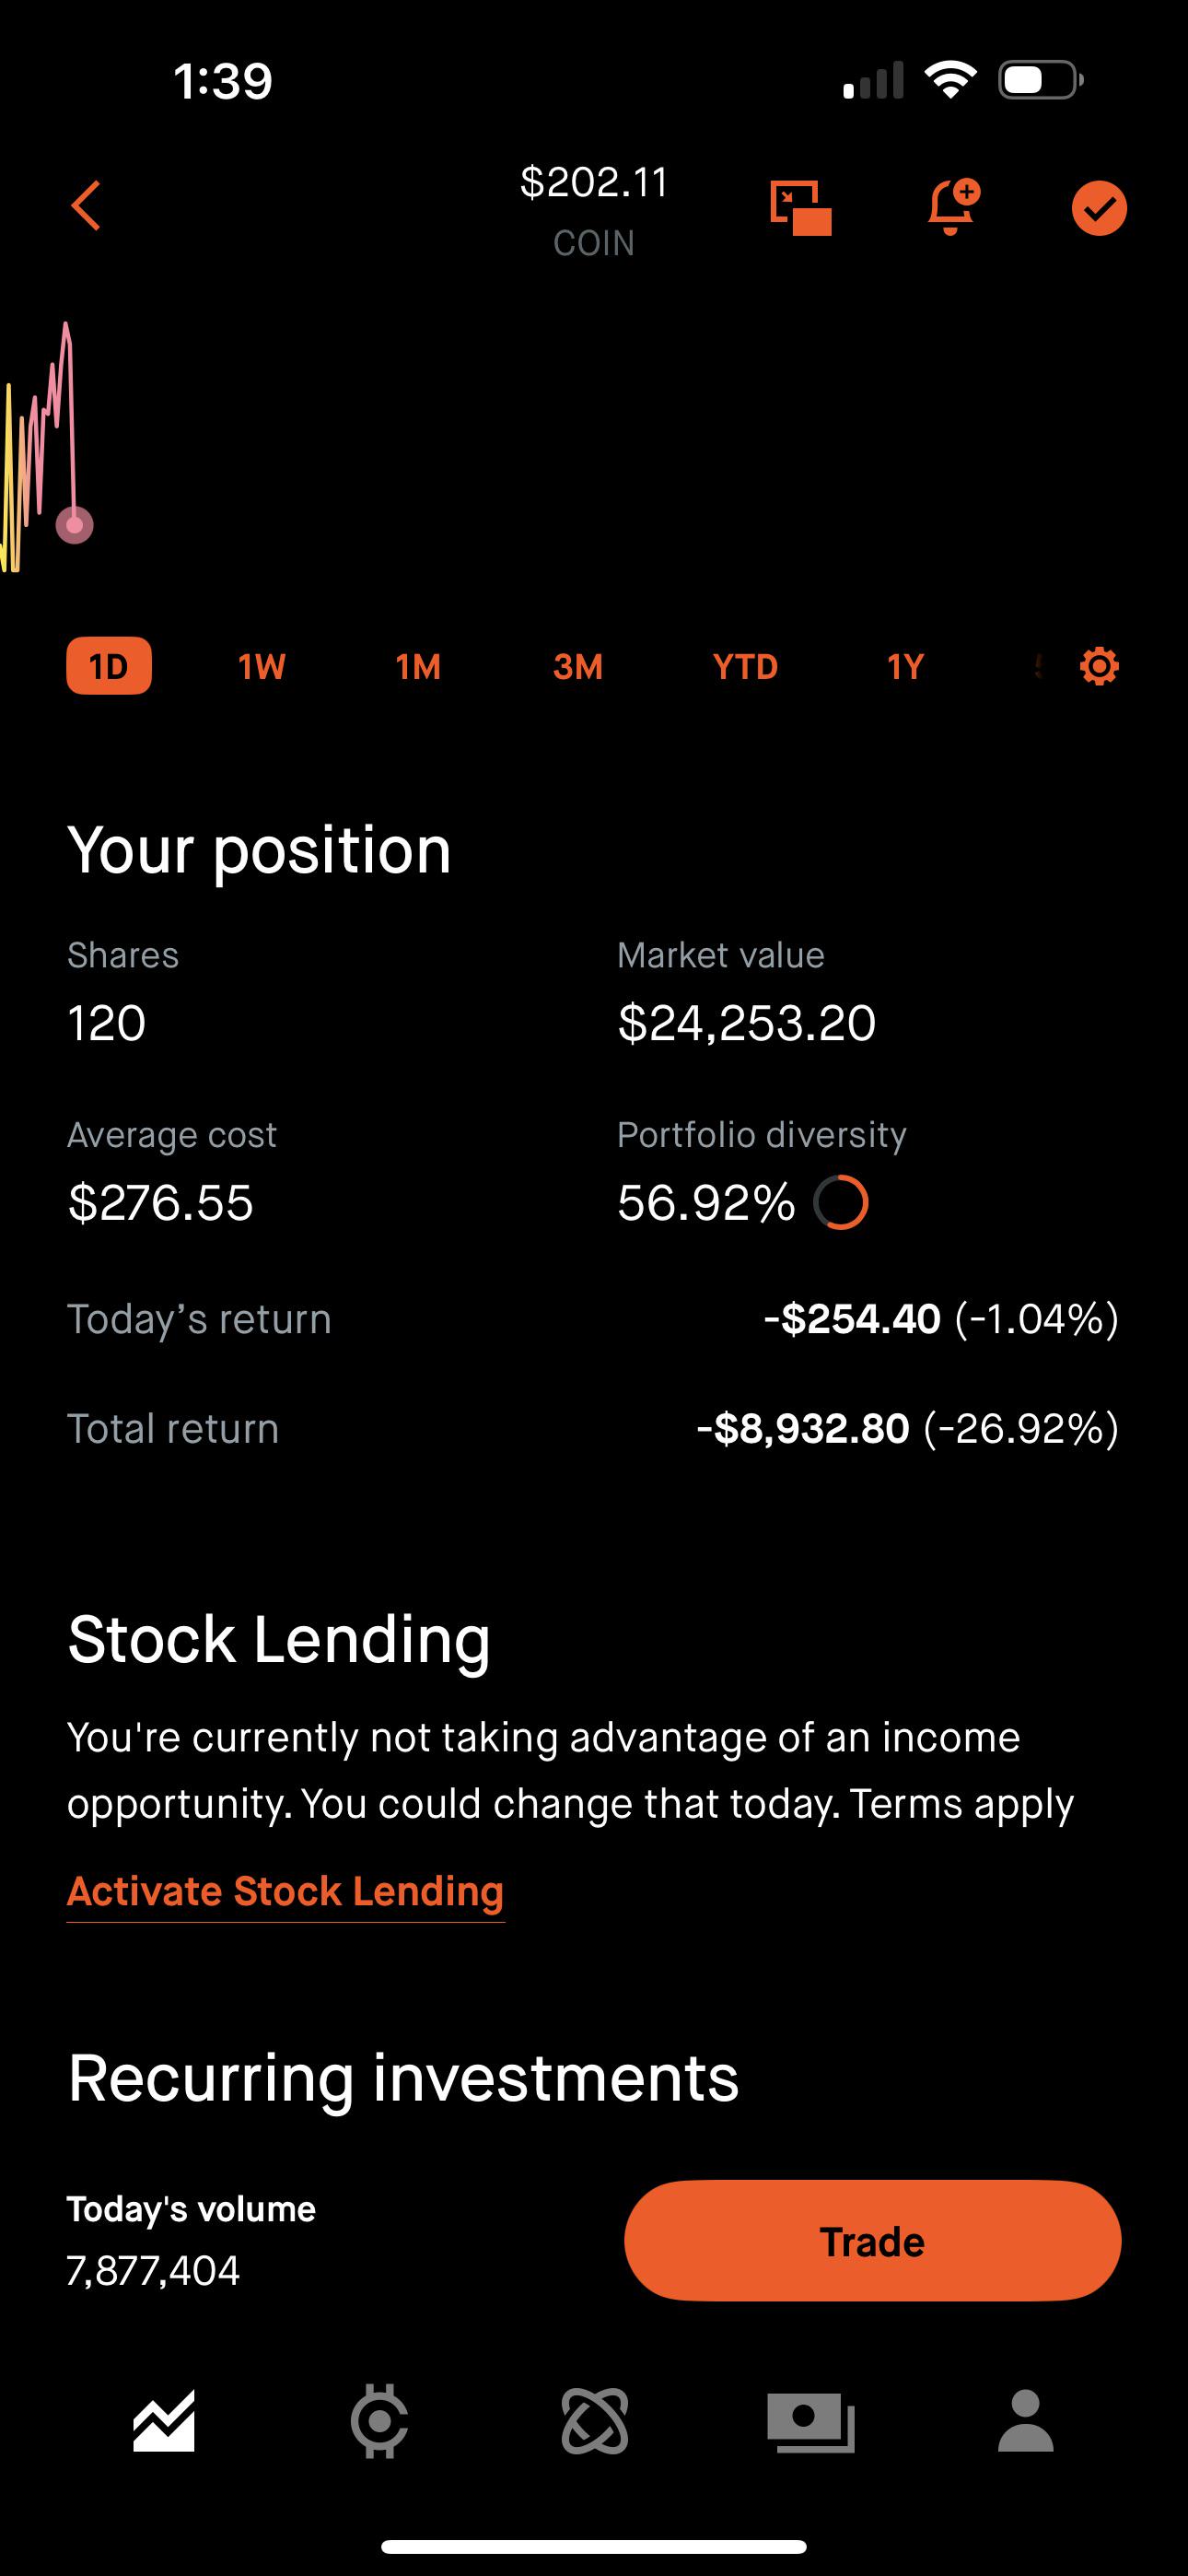 1:39
$202.11
COIN
1D 1W 1M 3M YTD 1Y
Your position
Shares Market value
120 $24,253.20
Average cost Portfolio diversity
$276.55 56.92%
Today’s return -$254.40 (-1.04%)
Total return -$8,932.80 (-26.92%)
Stock Lending
You're currently not taking advantage of an income
opportunity. You could change that today. Terms apply
Activate Stock Lending
Recurring investments
Today's volume
7,877,404
Trade